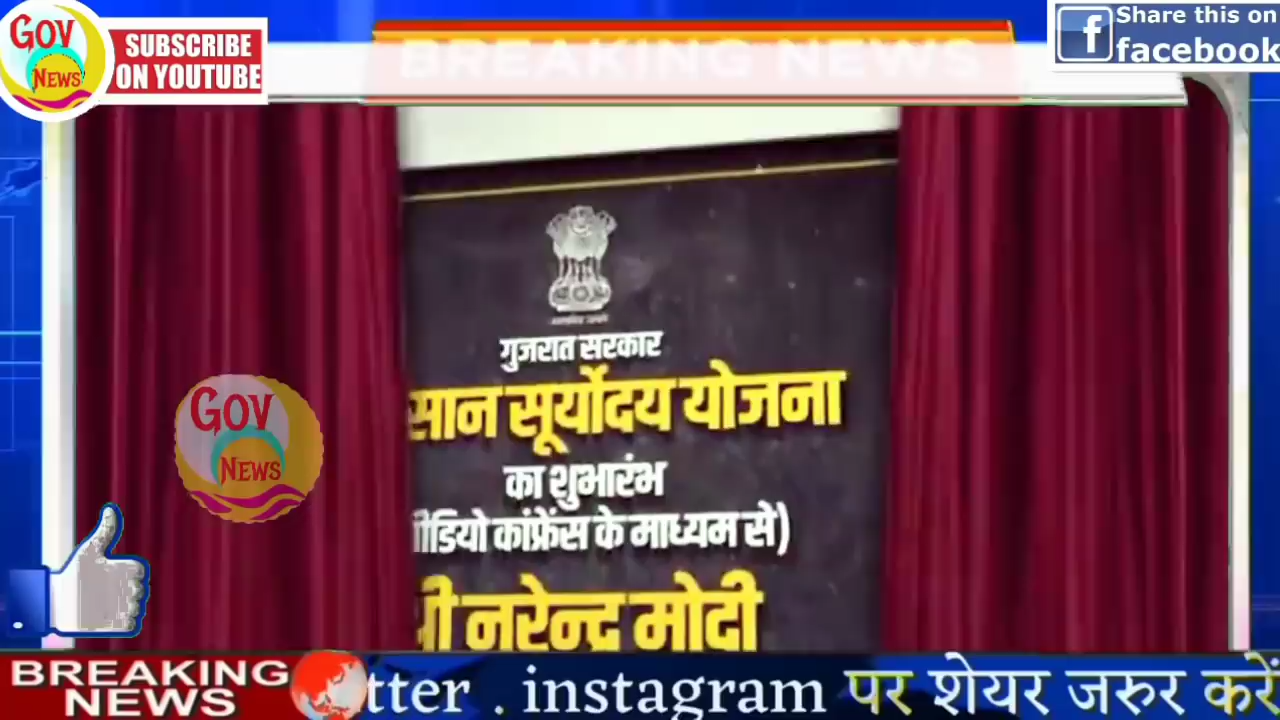 GOV
NEWS
SUBSCRIBE
ON YOUTUBE
BREAKING NEWS
Share this on
facebook
गुजरात सरकार
सान सूर्योदय योजना
का शुभारंभ
डियो कांफ्रेंस के माध्यम से)
नरेन्द्र मोदी
GOV
NEWS
BREAKING
NEWS
tter . instagram पर शेयर जरुर करें